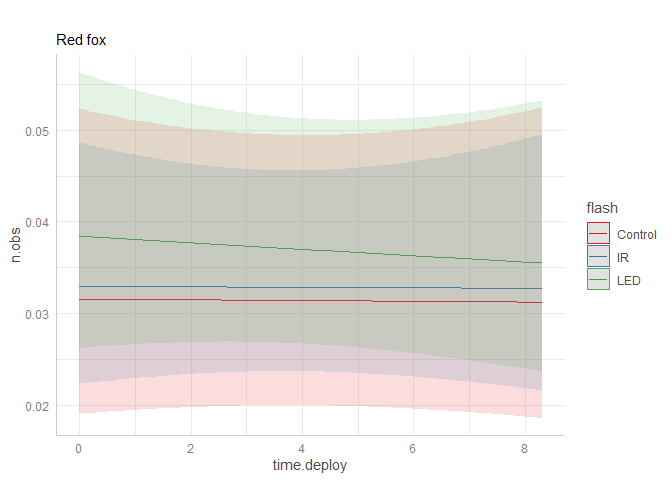 Red fox
0.05
0.04
0.03
0.02
n.obs
0
2
4
6
8
time.deploy
flash
Control
IR
LED